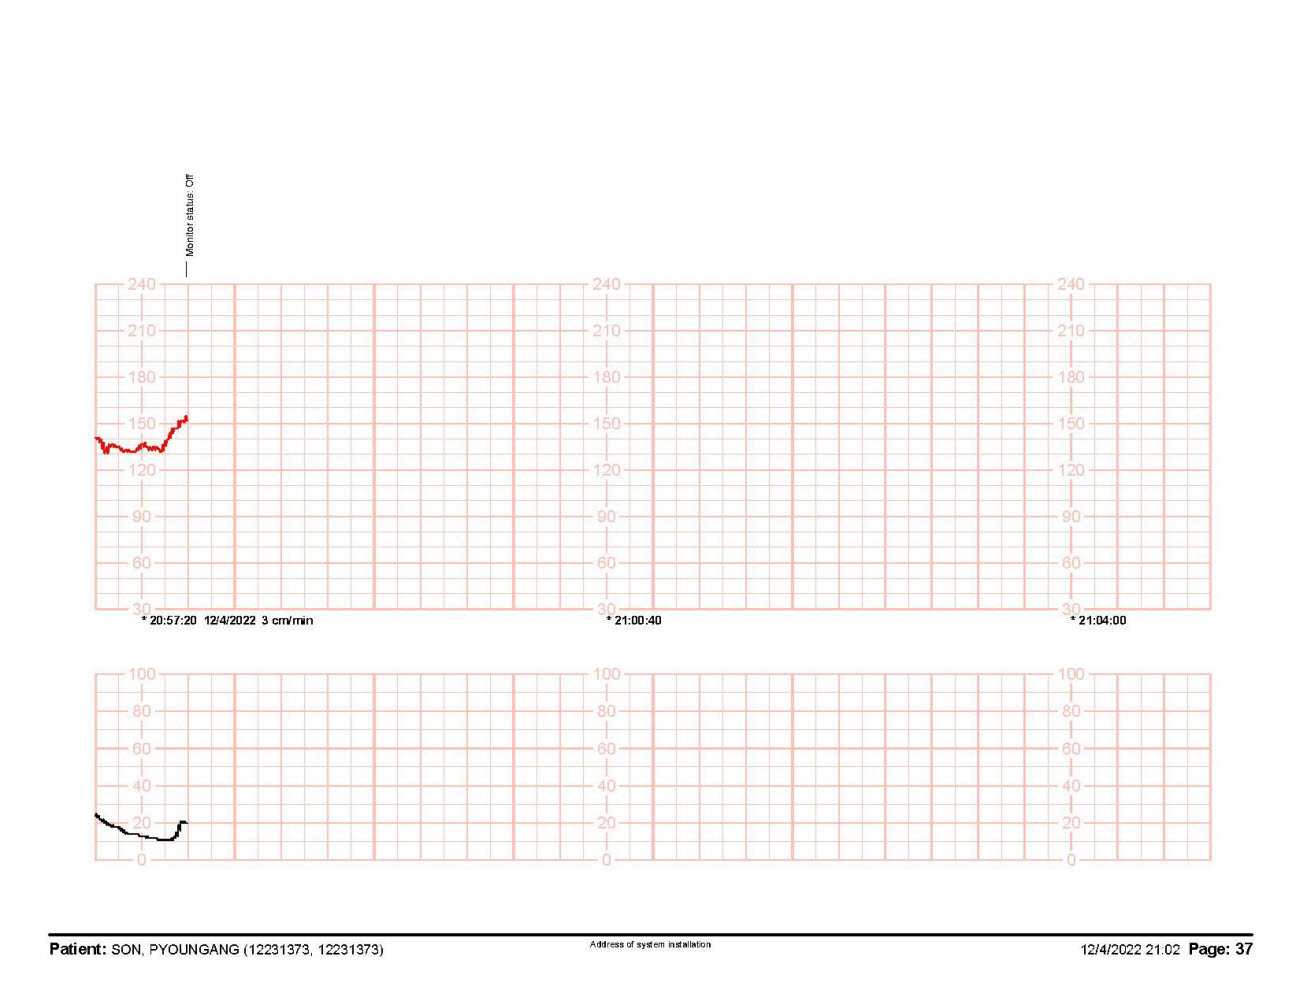 Monitor status: Off
240 240 240
210 210 210
180 180 180
150 150 150
120 120 120
90 90 90
60 60 60
30 30 30
* 20:57:20 12/4/2022 3 cm/min * 21:00:40 * 21:04:00
100 100 100
80 80 80
60 60 60
40 40 40
20 20 20
0 0 0
Patient: SON, PYOUNGANG (12231373, 12231373) Address of system installation 12/4/2022 21:02 Page: 37